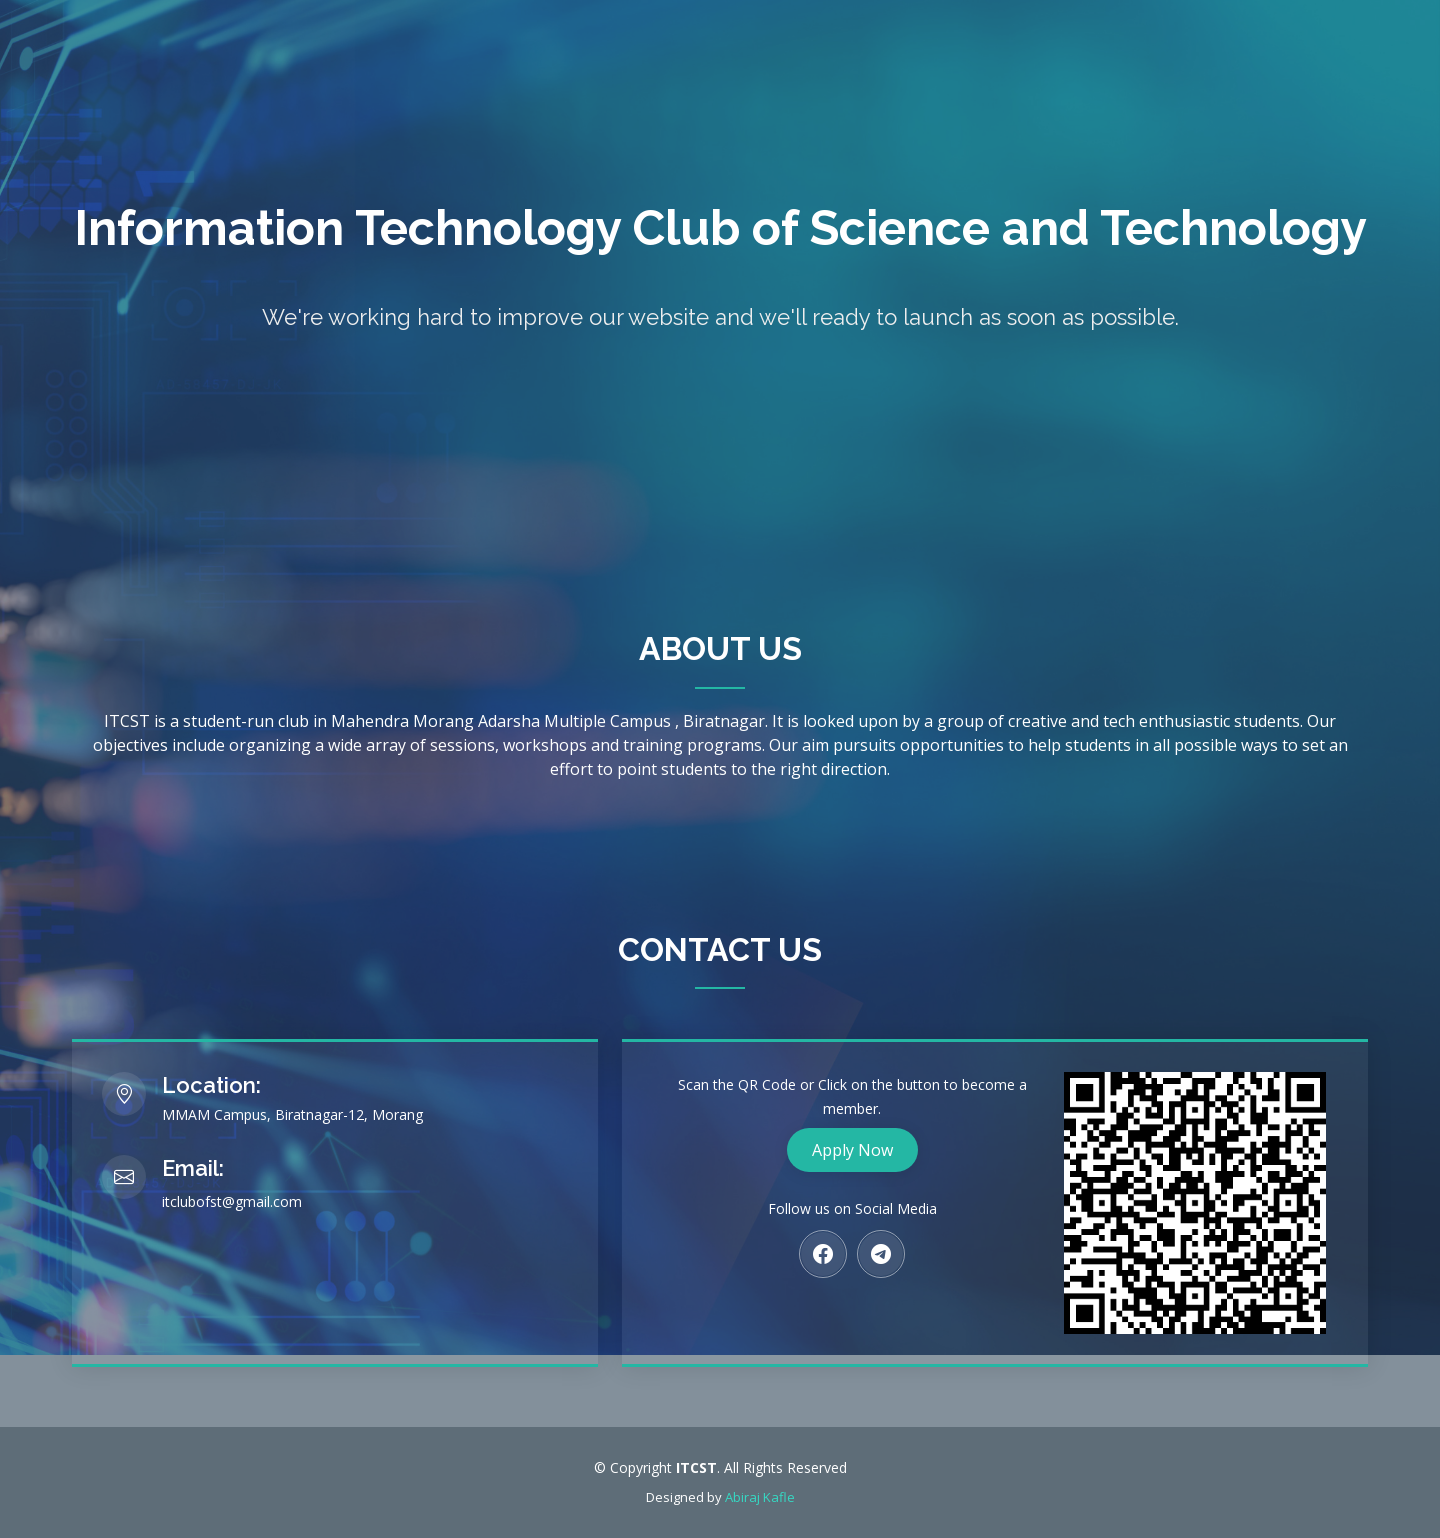 Information Technology Club of Science and Technology
We're working hard to improve our website and we'll ready to launch as soon as possible.
ABOUT US
ITCST is a student-run club in Mahendra Morang Adarsha Multiple Campus , Biratnagar. It is looked upon by a group of creative and tech enthusiastic students. Our
objectives include organizing a wide array of sessions, workshops and training programs. Our aim pursuits opportunities to help students in all possible ways to set an
effort to point students to the right direction.
CONTACT US
Location:
MMAM Campus, Biratnagar-12, Morang
Email:
itclubofst@gmail.com
Scan the QR Code or Click on the button to become a
member.
Apply Now
Follow us on Social Media
© Copyright ITCST. All Rights Reserved
Designed by Abiraj Kafle